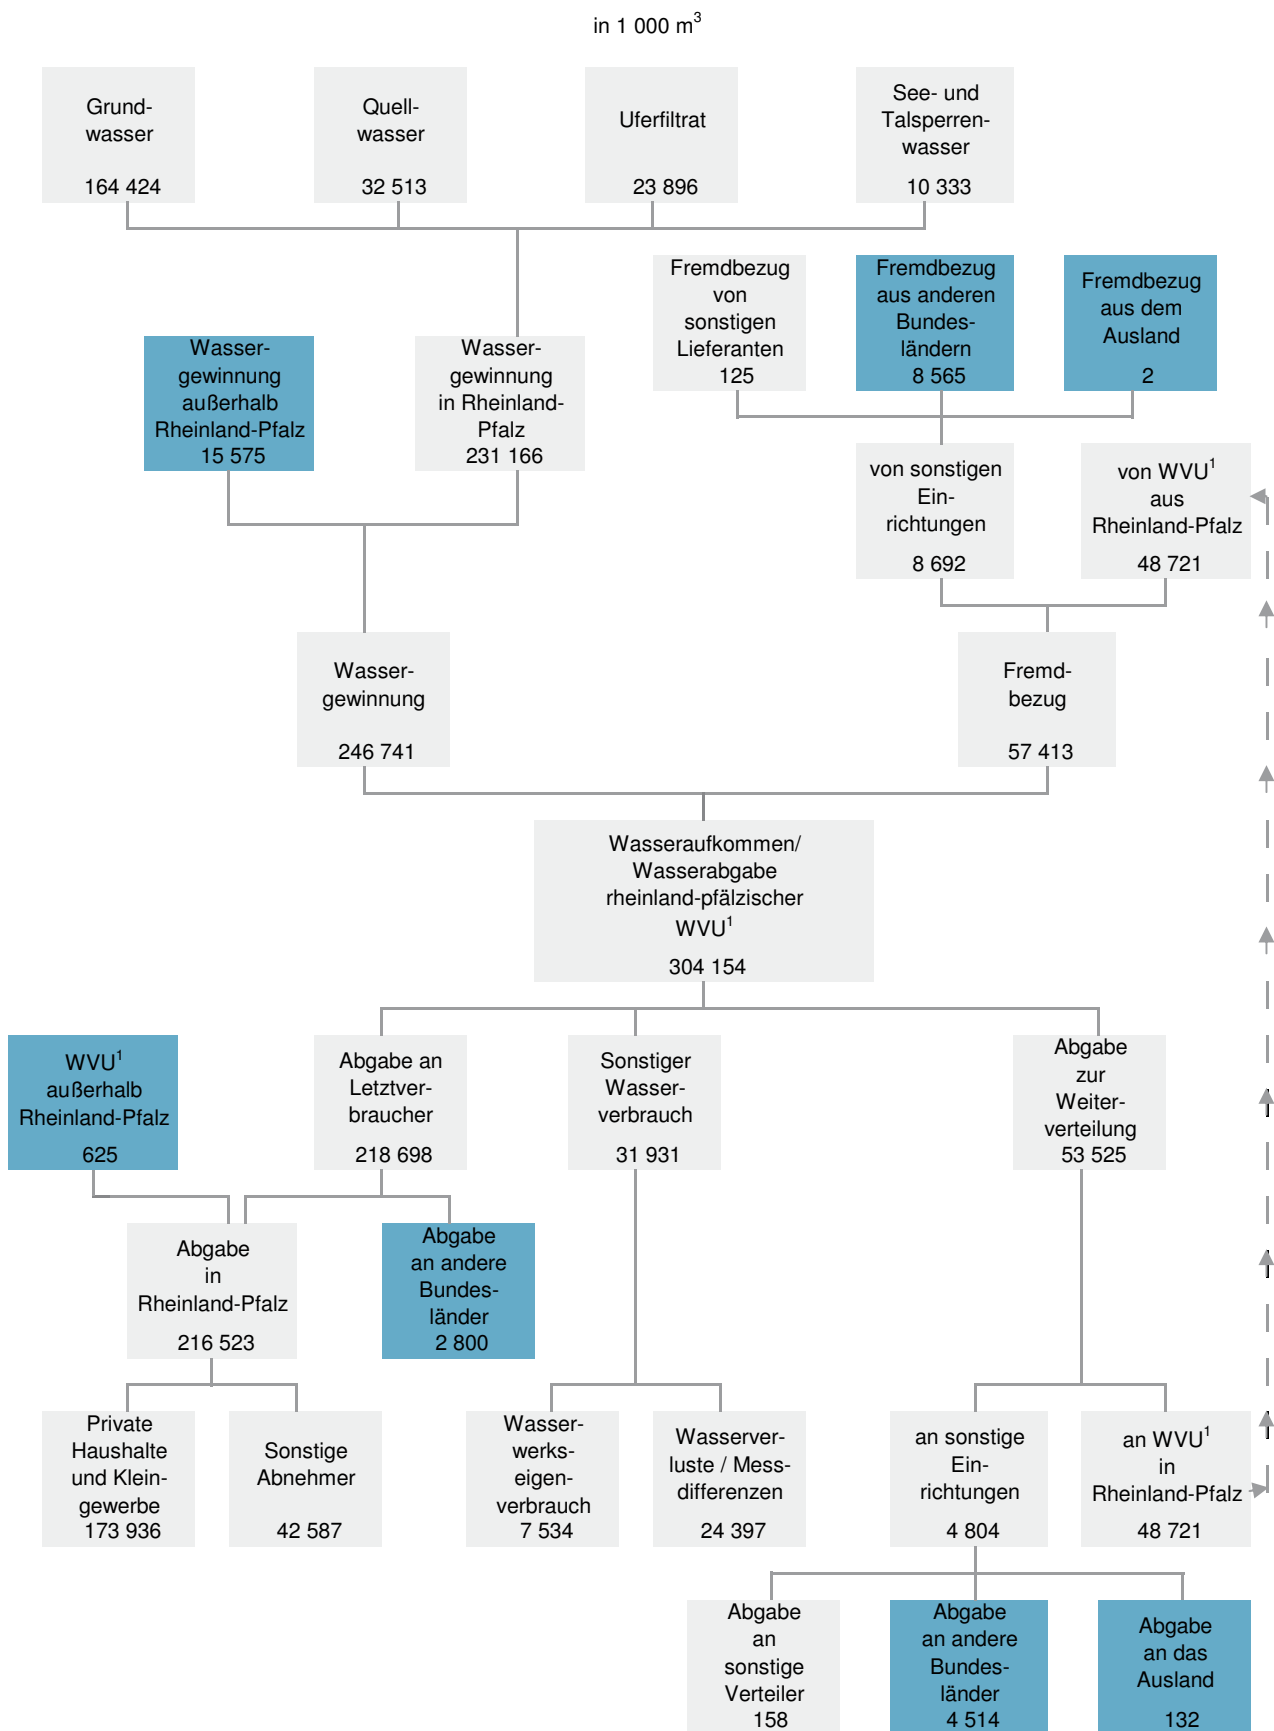 in 1 000 m³
Grund-
wasser
164 424
Quell-
wasser
32 513
Uferfiltrat
23 896
See- und
Talsperren-
wasser
10 333
Fremdbezug
von
sonstigen
Lieferanten
125
Fremdbezug
aus anderen
Bundes-
ländern
8 565
Fremdbezug
aus dem
Ausland
2
Wasser-
gewinnung
außerhalb
Rheinland-Pfalz
15 575
Wasser-
gewinnung
in Rheinland-
Pfalz
231 166
von sonstigen
Ein-
richtungen
8 692
von WVU¹
aus
Rheinland-Pfalz
48 721
Wasser-
gewinnung
246 741
Fremd-
bezug
57 413
Wasseraufkommen/
Wasserabgabe
rheinland-pfälzischer
WVU¹
304 154
WVU¹
außerhalb
Rheinland-Pfalz
625
Abgabe an
Letztver-
braucher
218 698
Sonstiger
Wasser-
verbrauch
31 931
Abgabe
zur
Weiter-
verteilung
53 525
Abgabe
in
Rheinland-Pfalz
216 523
Abgabe
an andere
Bundes-
länder
2 800
Private
Haushalte
und Klein-
gewerbe
173 936
Sonstige
Abnehmer
42 587
Wasser-
werks-
eigen-
verbrauch
7 534
Wasserver-
luste / Mess-
differenzen
24 397
an sonstige
Ein-
richtungen
4 804
an WVU¹
in
Rheinland-Pfalz
48 721
Abgabe
an
sonstige
Verteiler
158
Abgabe
an andere
Bundes-
länder
4 514
Abgabe
an das
Ausland
132